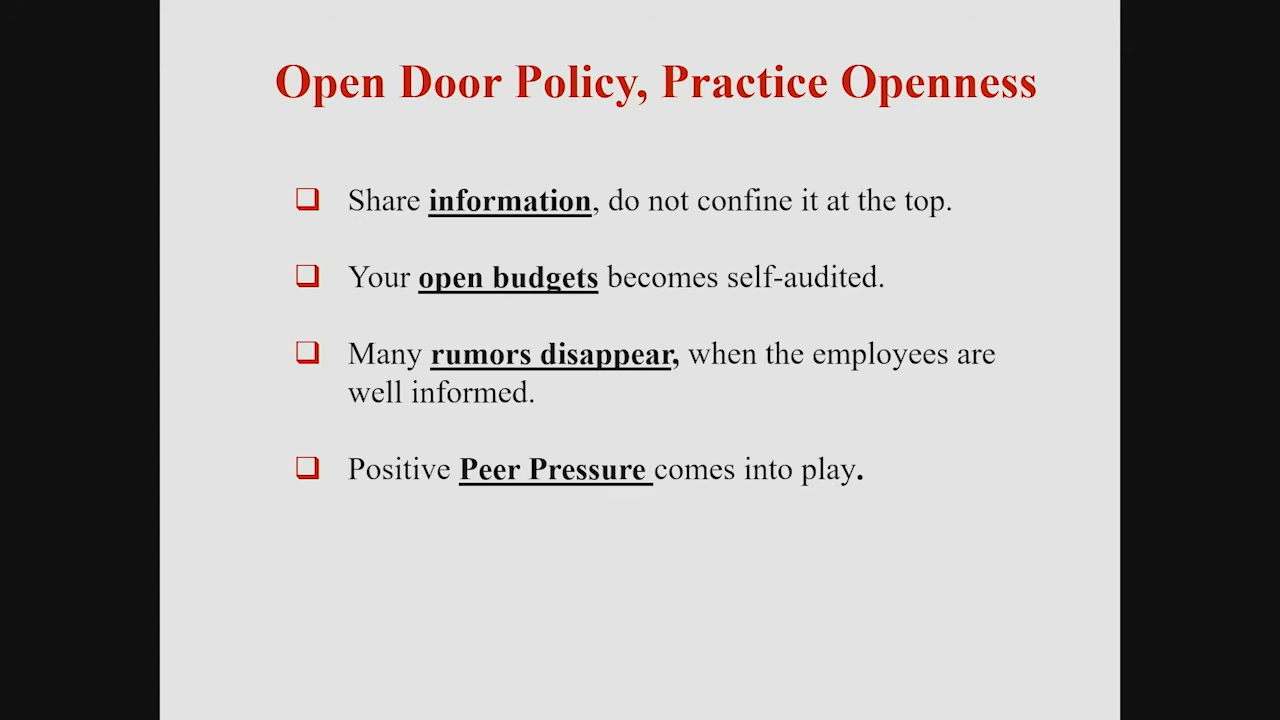 Open Door Policy, Practice Openness
Share information, do not confine it at the top.
Your open budgets becomes self-audited.
Many rumors disappear, when the employees are
well informed.
Positive Peer Pressure comes into play.